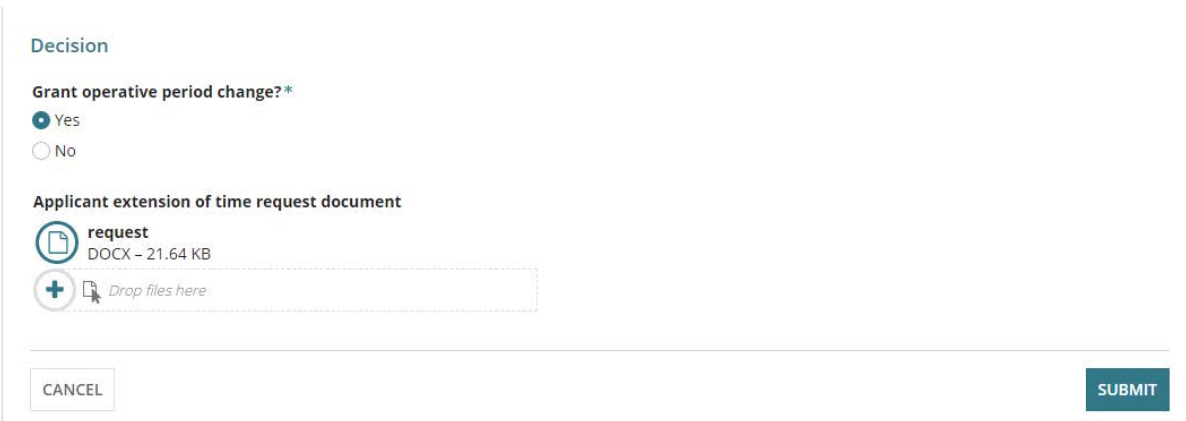 Decision
Grant operative period change?*
Yes
No
Applicant extension of time request document
request
DOCX – 21.64 KB
Drop files here
CANCEL
SUBMIT